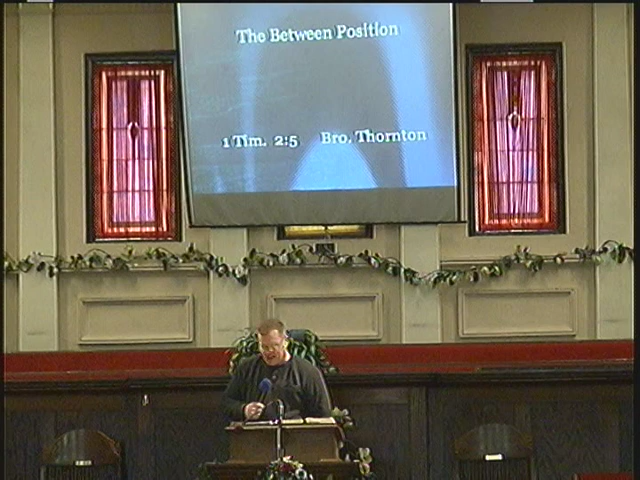 The Between Position
1 Tim. 2:5 Bro. Thornton